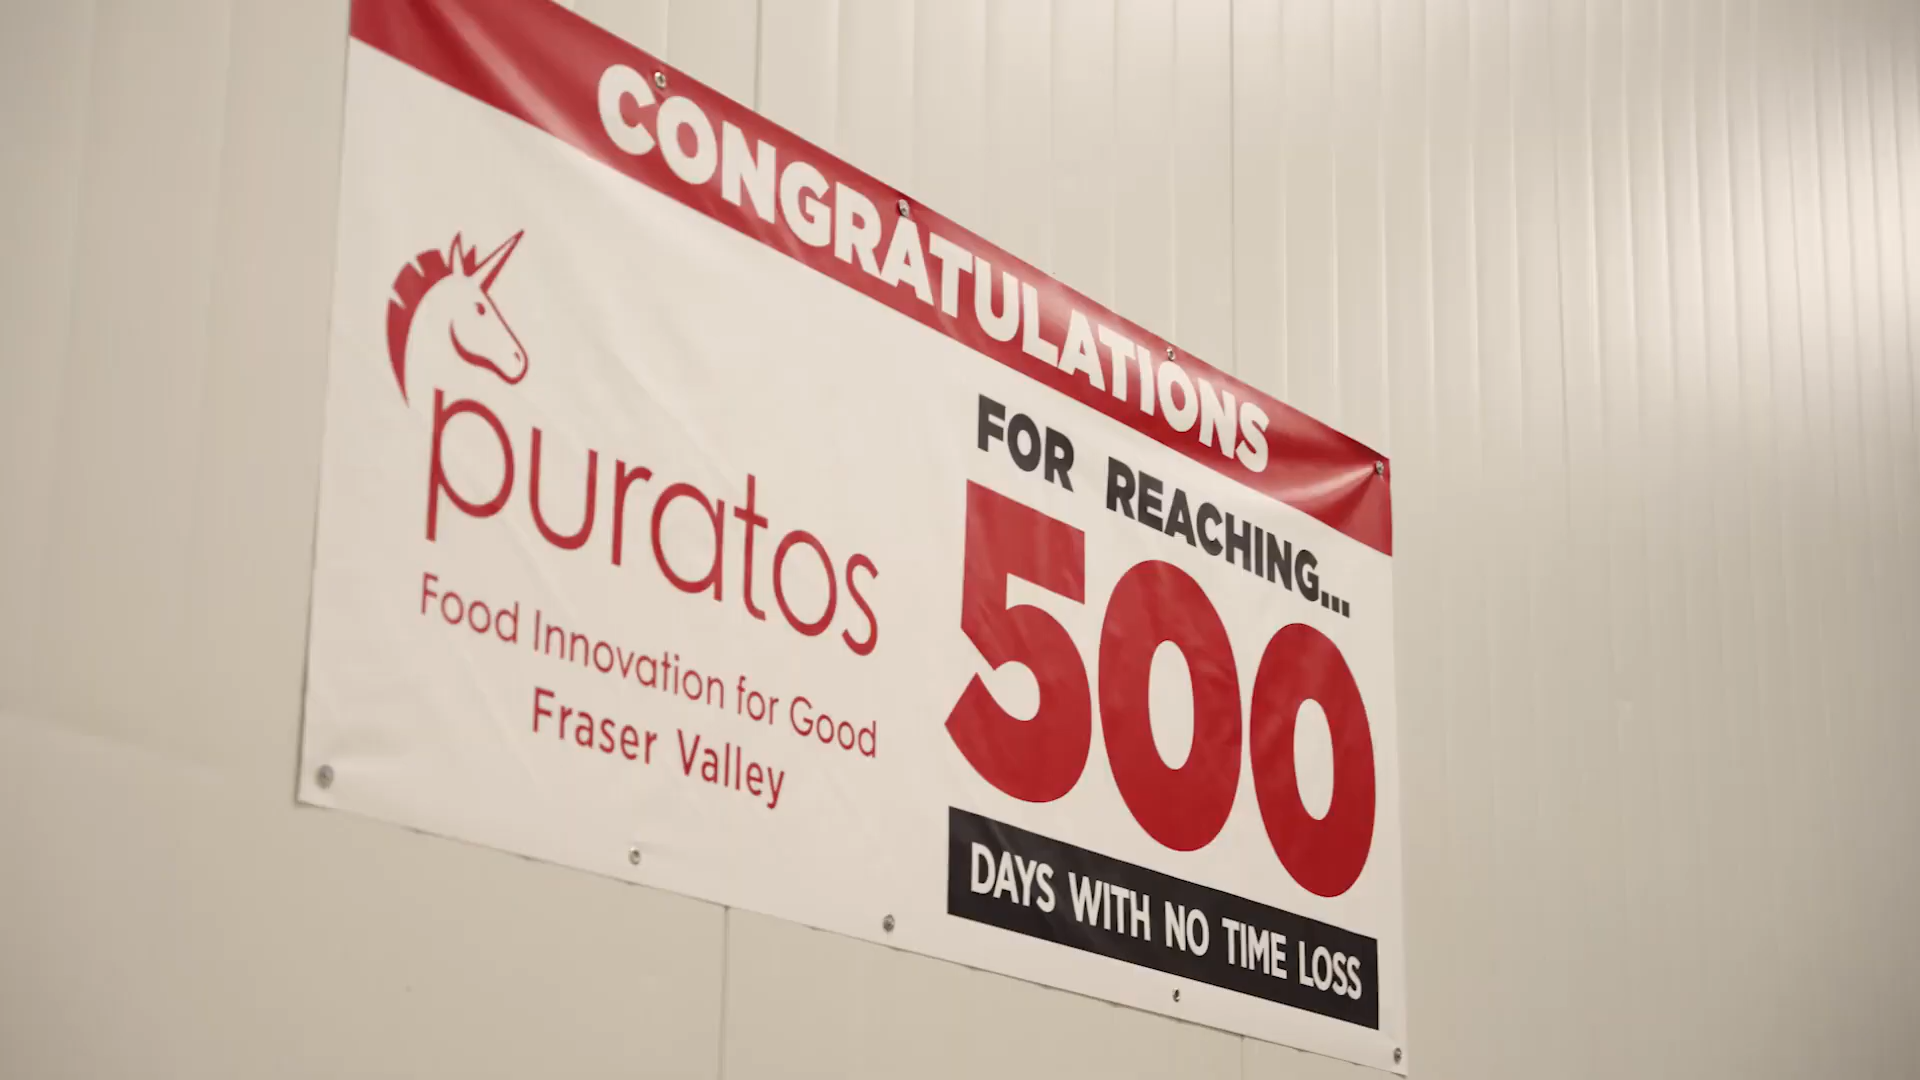 CONGRATULATIONS
puratos
Food Innovation for Good
Fraser Valley
FOR REACHING...
500
DAYS WITH NO TIME LOSS